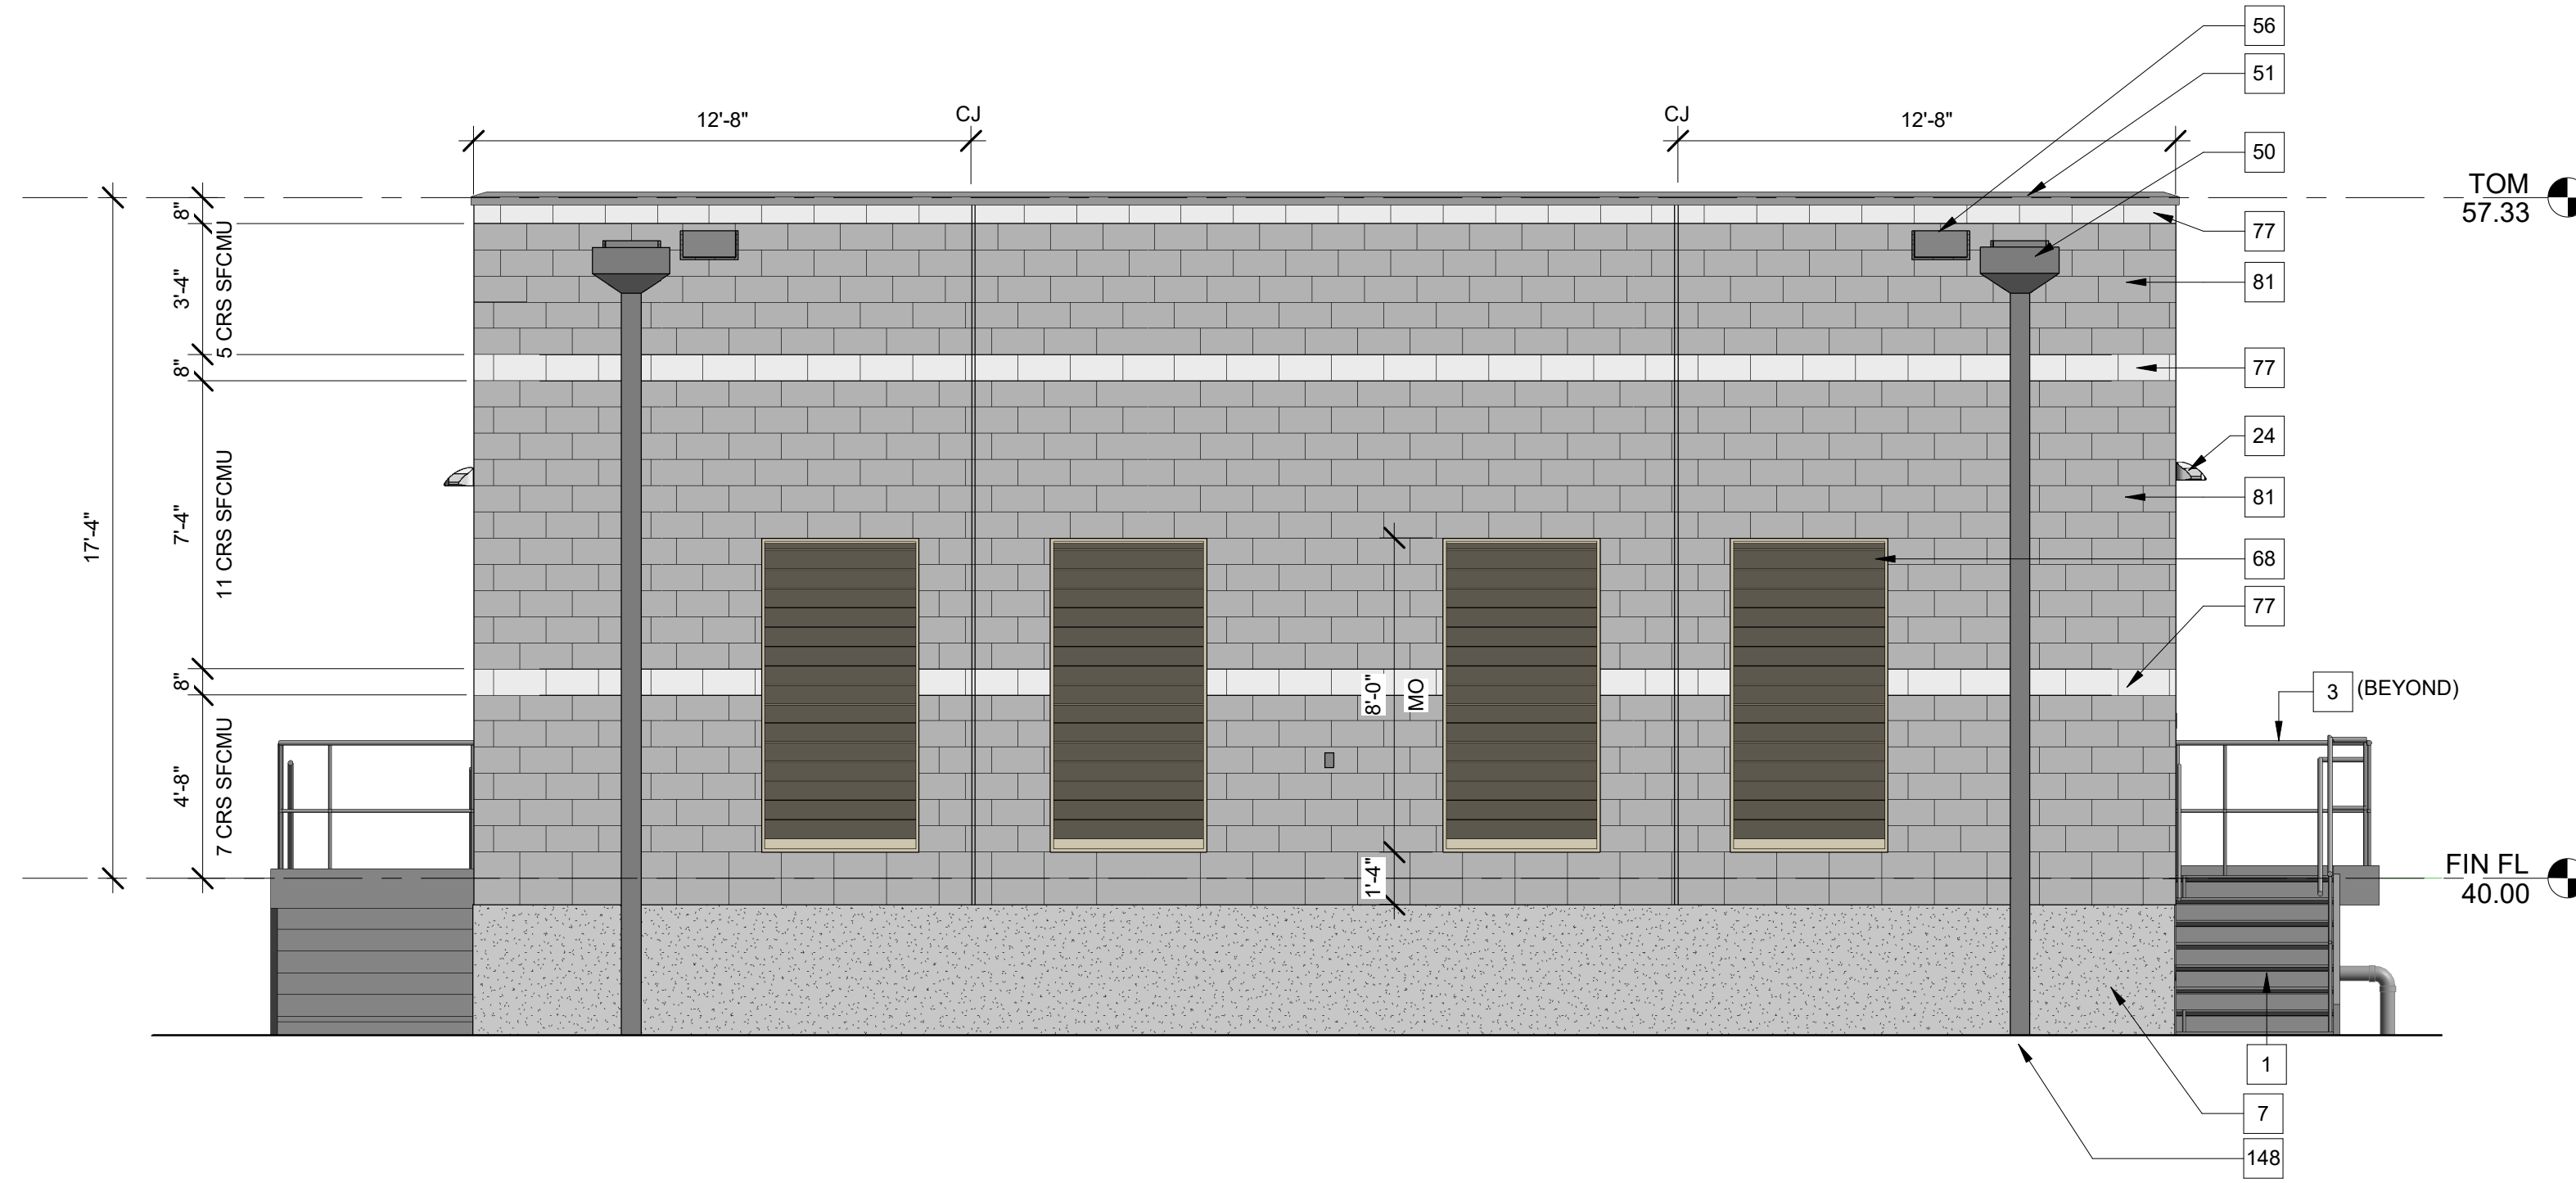 56
51
12'-8"
CJ
CJ
12'-8"
50
TOM
57.33
8"
77
3'-4"
5 CRS SFCMU
81
8"
77
24
17'-4"
7'-4"
11 CRS SFCMU
81
68
77
8"
8'-0"
MO
3 (BEYOND)
4'-8"
7 CRS SFCMU
1'-4"
FIN FL
40.00
1
7
148